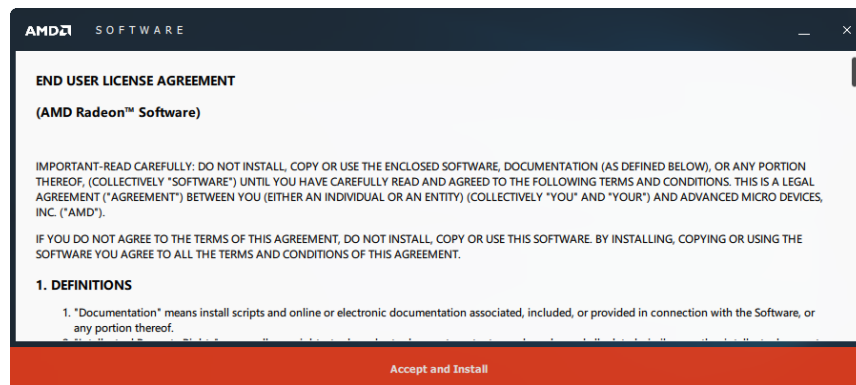 AMD SOFTWARE
END USER LICENSE AGREEMENT
(AMD Radeon™ Software)
IMPORTANT-READ CAREFULLY: DO NOT INSTALL, COPY OR USE THE ENCLOSED SOFTWARE, DOCUMENTATION (AS DEFINED BELOW), OR ANY PORTION
THEREOF, (COLLECTIVELY "SOFTWARE") UNTIL YOU HAVE CAREFULLY READ AND AGREED TO THE FOLLOWING TERMS AND CONDITIONS. THIS IS A LEGAL
AGREEMENT ("AGREEMENT") BETWEEN YOU (EITHER AN INDIVIDUAL OR AN ENTITY) (COLLECTIVELY "YOU" AND "YOUR") AND ADVANCED MICRO DEVICES,
INC. ("AMD").
IF YOU DO NOT AGREE TO THE TERMS OF THIS AGREEMENT, DO NOT INSTALL, COPY OR USE THIS SOFTWARE. BY INSTALLING, COPYING OR USING THE
SOFTWARE YOU AGREE TO ALL THE TERMS AND CONDITIONS OF THIS AGREEMENT.
1. DEFINITIONS
1. "Documentation" means install scripts and online or electronic documentation associated, included, or provided in connection with the Software, or
any portion thereof.
Accept and Install